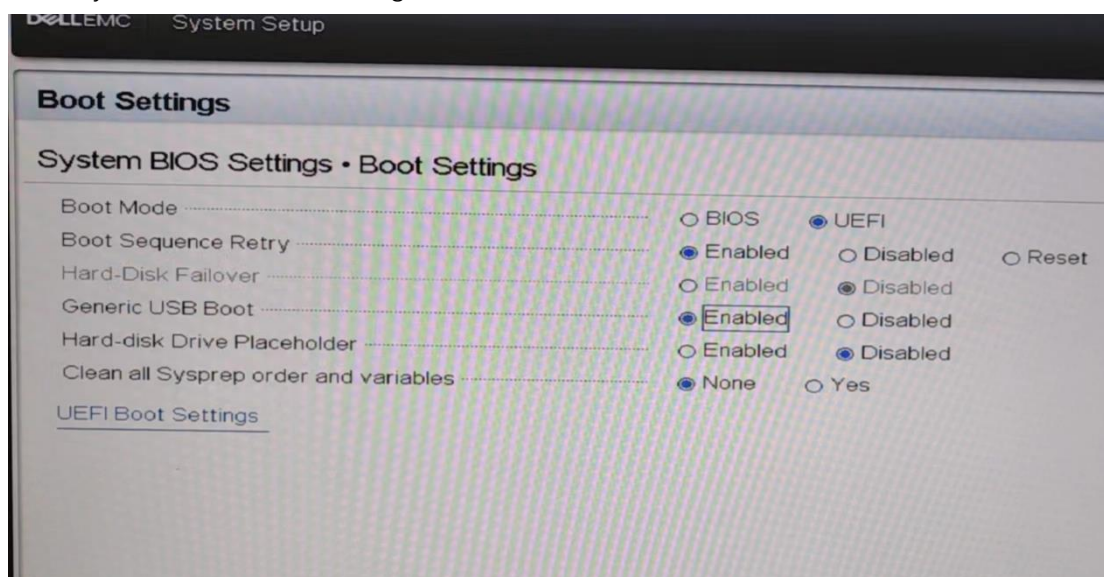 DELLEMC System Setup
Boot Settings
System BIOS Settings • Boot Settings
Boot Mode ○ BIOS ◉ UEFI
Boot Sequence Retry ◉ Enabled ○ Disabled ○ Reset
Hard-Disk Failover ○ Enabled ◉ Disabled
Generic USB Boot ◉ Enabled ○ Disabled
Hard-disk Drive Placeholder ○ Enabled ◉ Disabled
Clean all Sysprep order and variables ◉ None ○ Yes
UEFI Boot Settings